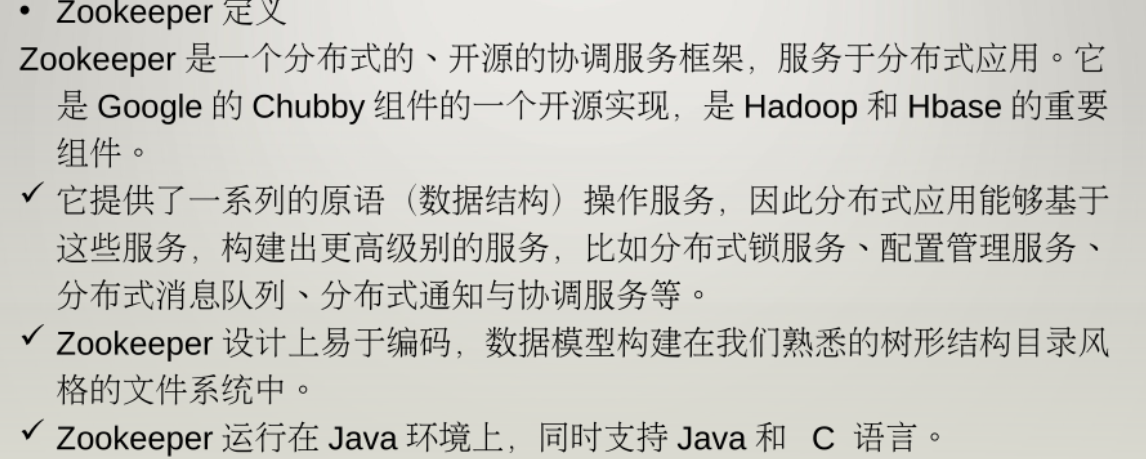 • Zookeeper 定义
Zookeeper 是一个分布式的、开源的协调服务框架，服务于分布式应用。它
是 Google 的 Chubby 组件的一个开源实现，是 Hadoop 和 Hbase 的重要
组件。
✓ 它提供了一系列的原语（数据结构）操作服务，因此分布式应用能够基于
这些服务，构建出更高级别的服务，比如分布式锁服务、配置管理服务、
分布式消息队列、分布式通知与协调服务等。
✓ Zookeeper 设计上易于编码，数据模型构建在我们熟悉的树形结构目录风
格的文件系统中。
✓ Zookeeper 运行在 Java 环境上，同时支持 Java 和 C 语言。